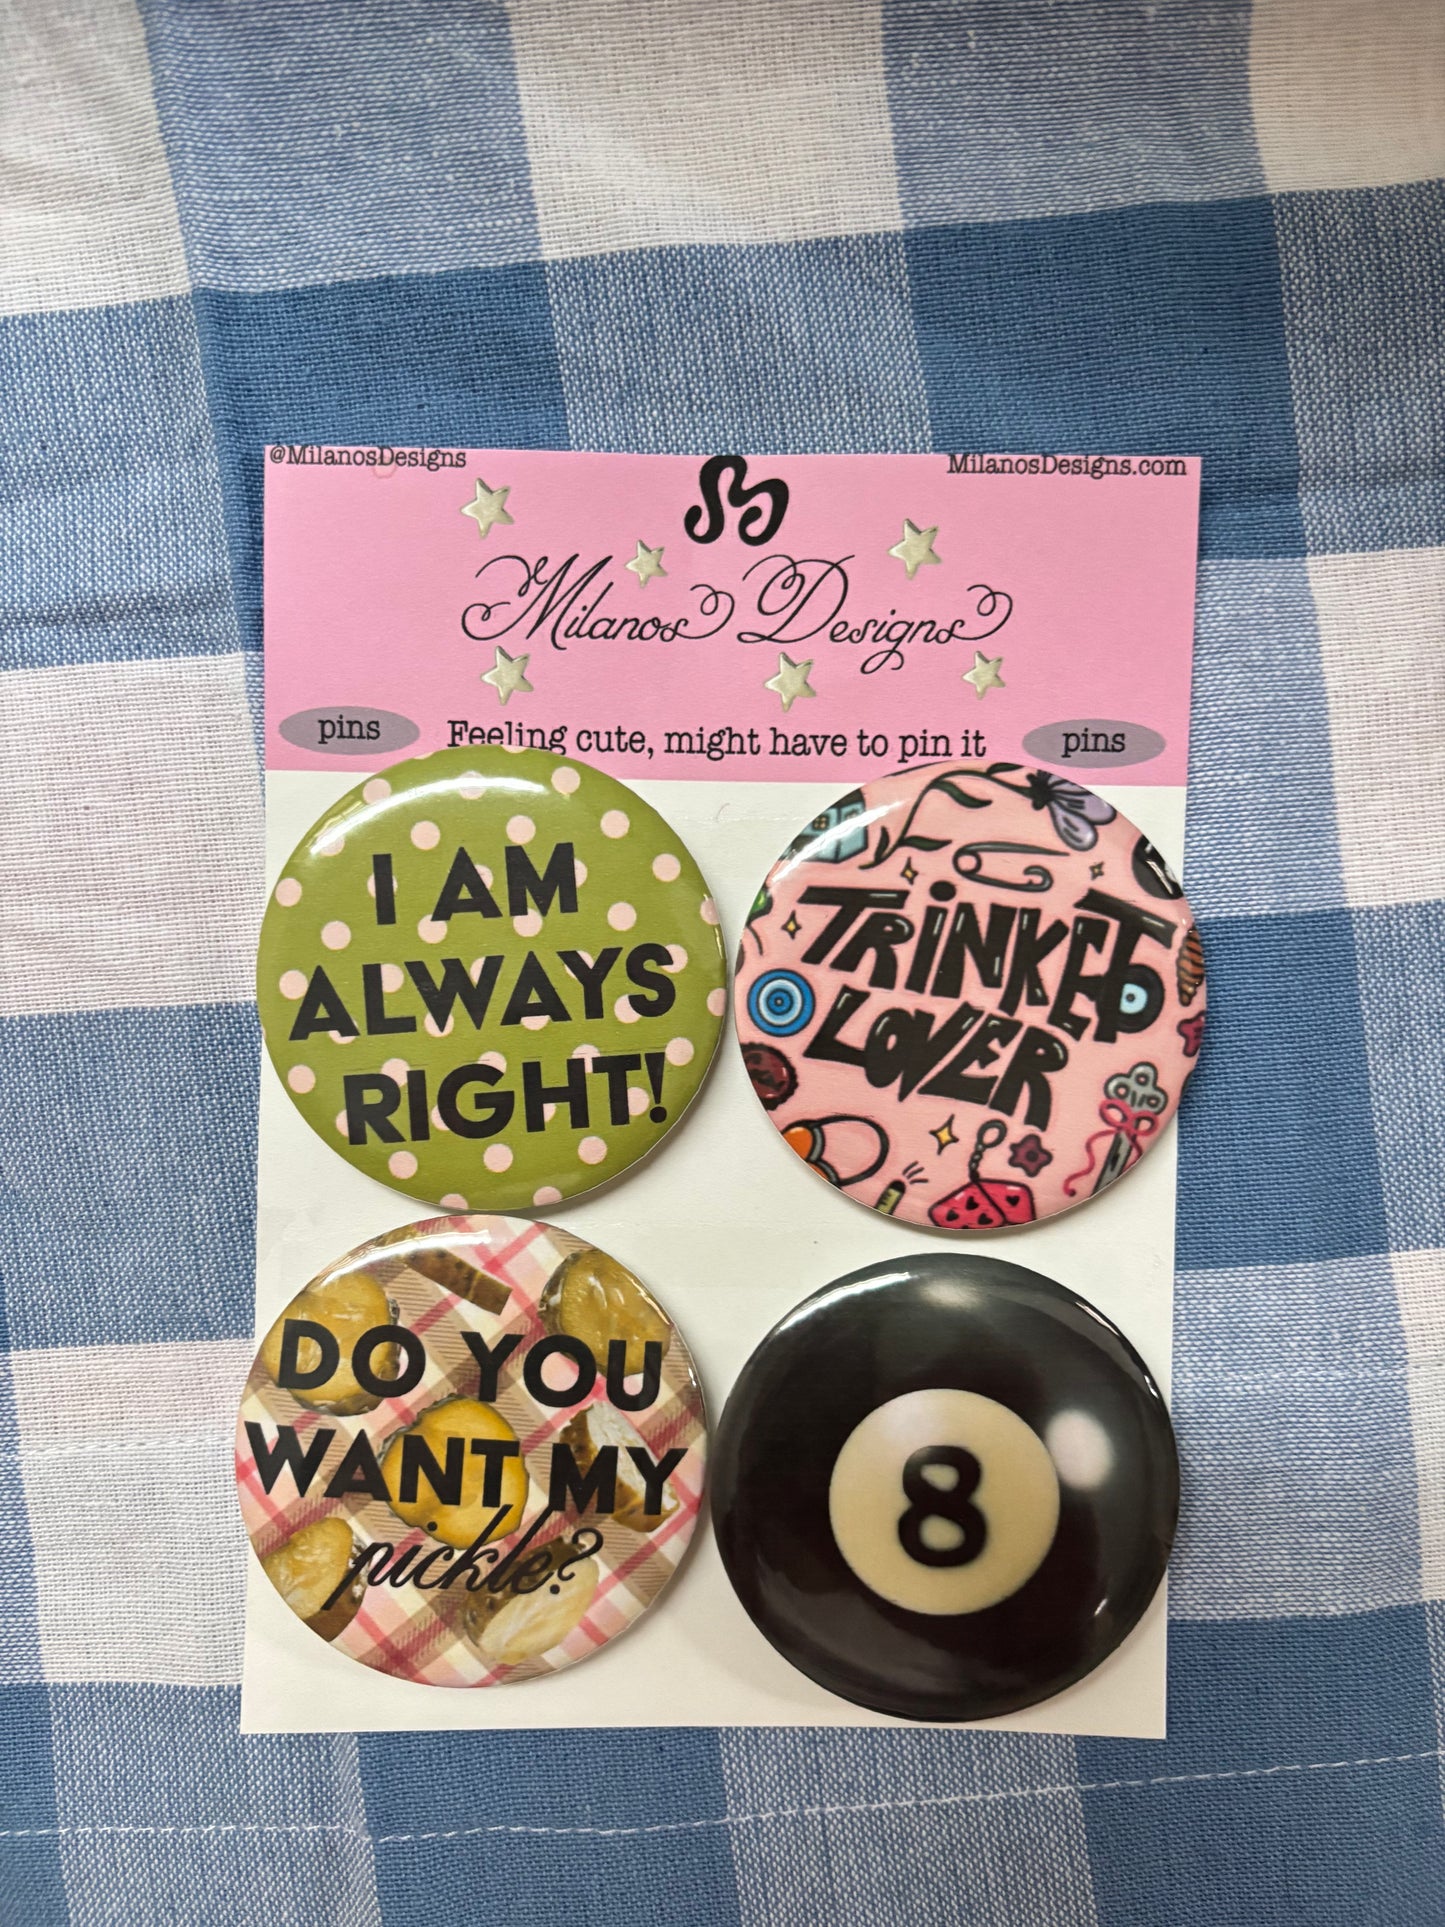 @MilanosDesigns
MilanosDesigns.com
Milanos Designs
pins
Feeling cute, might have to pin it
pins
I AM
ALWAYS
RIGHT!
TRiNKET
LOVER
DO YOU
WANT MY
pickle?
8